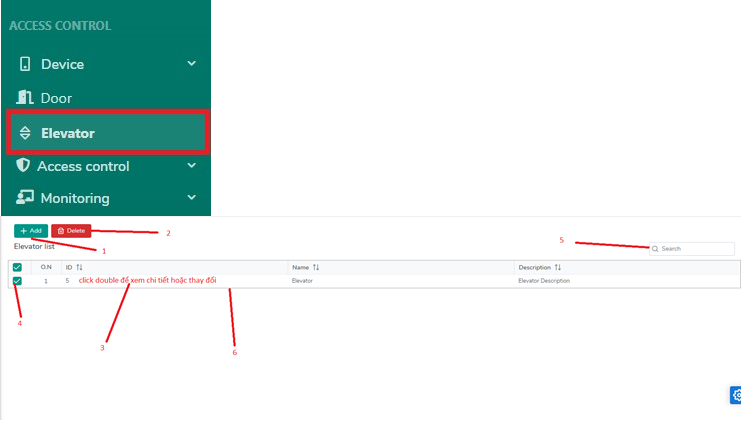 ACCESS CONTROL
Device
Door
Elevator
Access control
Monitoring
+ Add
Delete
2
1
5
Elevator list
Search
O.N ID Name Description
1 5 click double để xem chi tiết hoặc thay đổi Elevator Elevator Description
4
3
6